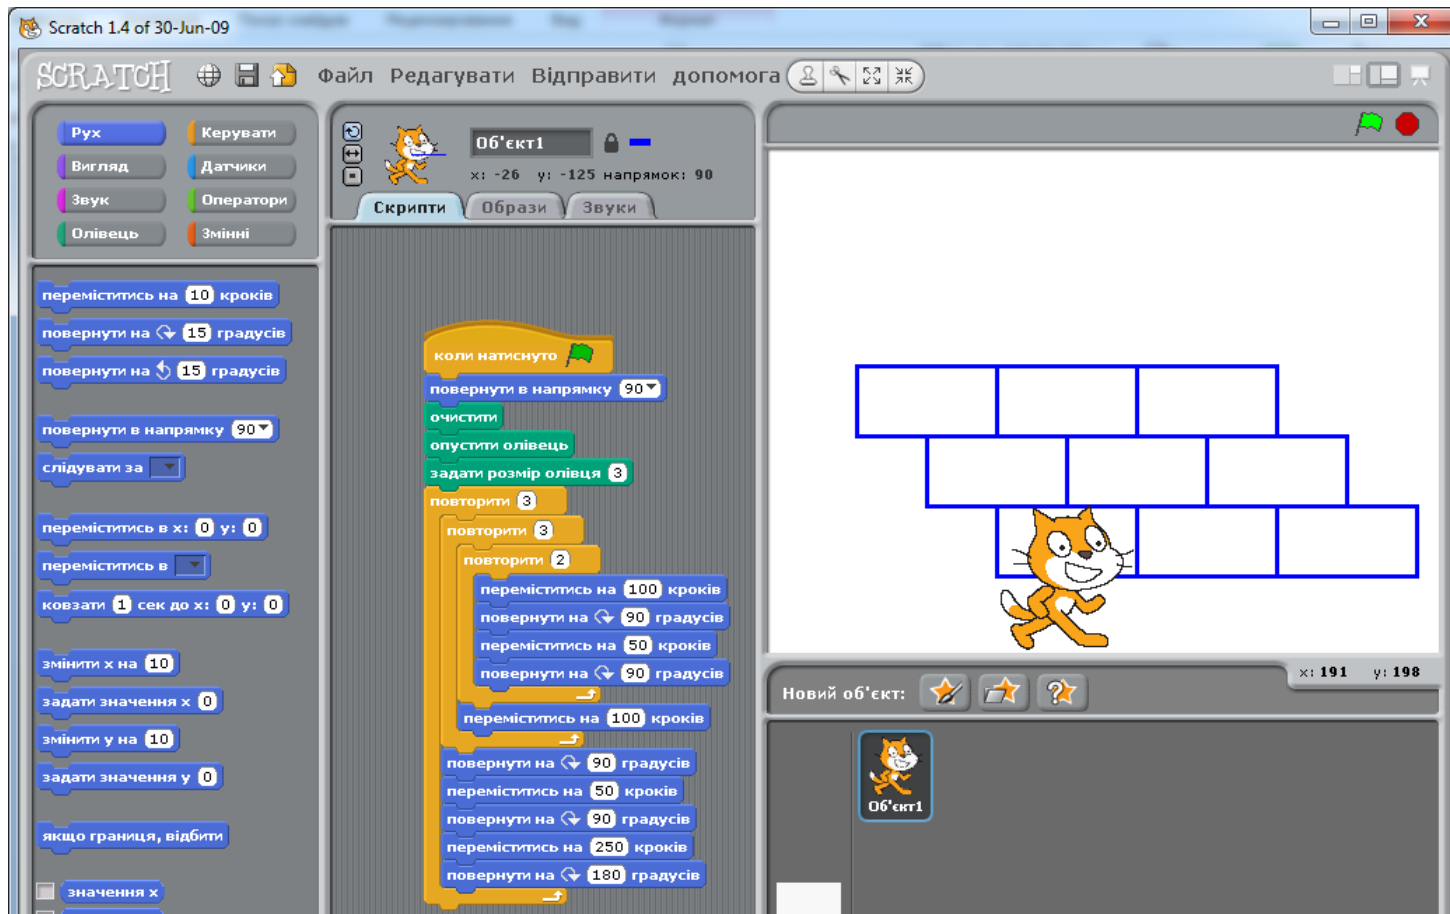 Scratch 1.4 of 30-Jun-09
SCRATCH Файл Редагувати Відправити допомога
Рух Керувати
Вигляд Датчики
Звук Оператори
Олівець Змінні
переміститись на 10 кроків
повернути на 15 градусів
повернути на 15 градусів
повернути в напрямку 90
слідувати за
переміститись в x: 0 y: 0
переміститись в
ковзати 1 сек до x: 0 y: 0
змінити x на 10
задати значення x 0
змінити y на 10
задати значення y 0
якщо границя, відбити
значення x
Об'єкт1
x: -26 y: -125 напрямок: 90
Скрипти Образи Звуки
коли натиснуто
повернути в напрямку 90
очистити
опустити олівець
задати розмір олівця 3
повторити 3
повторити 3
повторити 2
переміститись на 100 кроків
повернути на 90 градусів
переміститись на 50 кроків
повернути на 90 градусів
переміститись на 100 кроків
повернути на 90 градусів
переміститись на 50 кроків
повернути на 90 градусів
переміститись на 250 кроків
повернути на 180 градусів
x: 191 y: 198
Новий об'єкт:
Об'єкт1